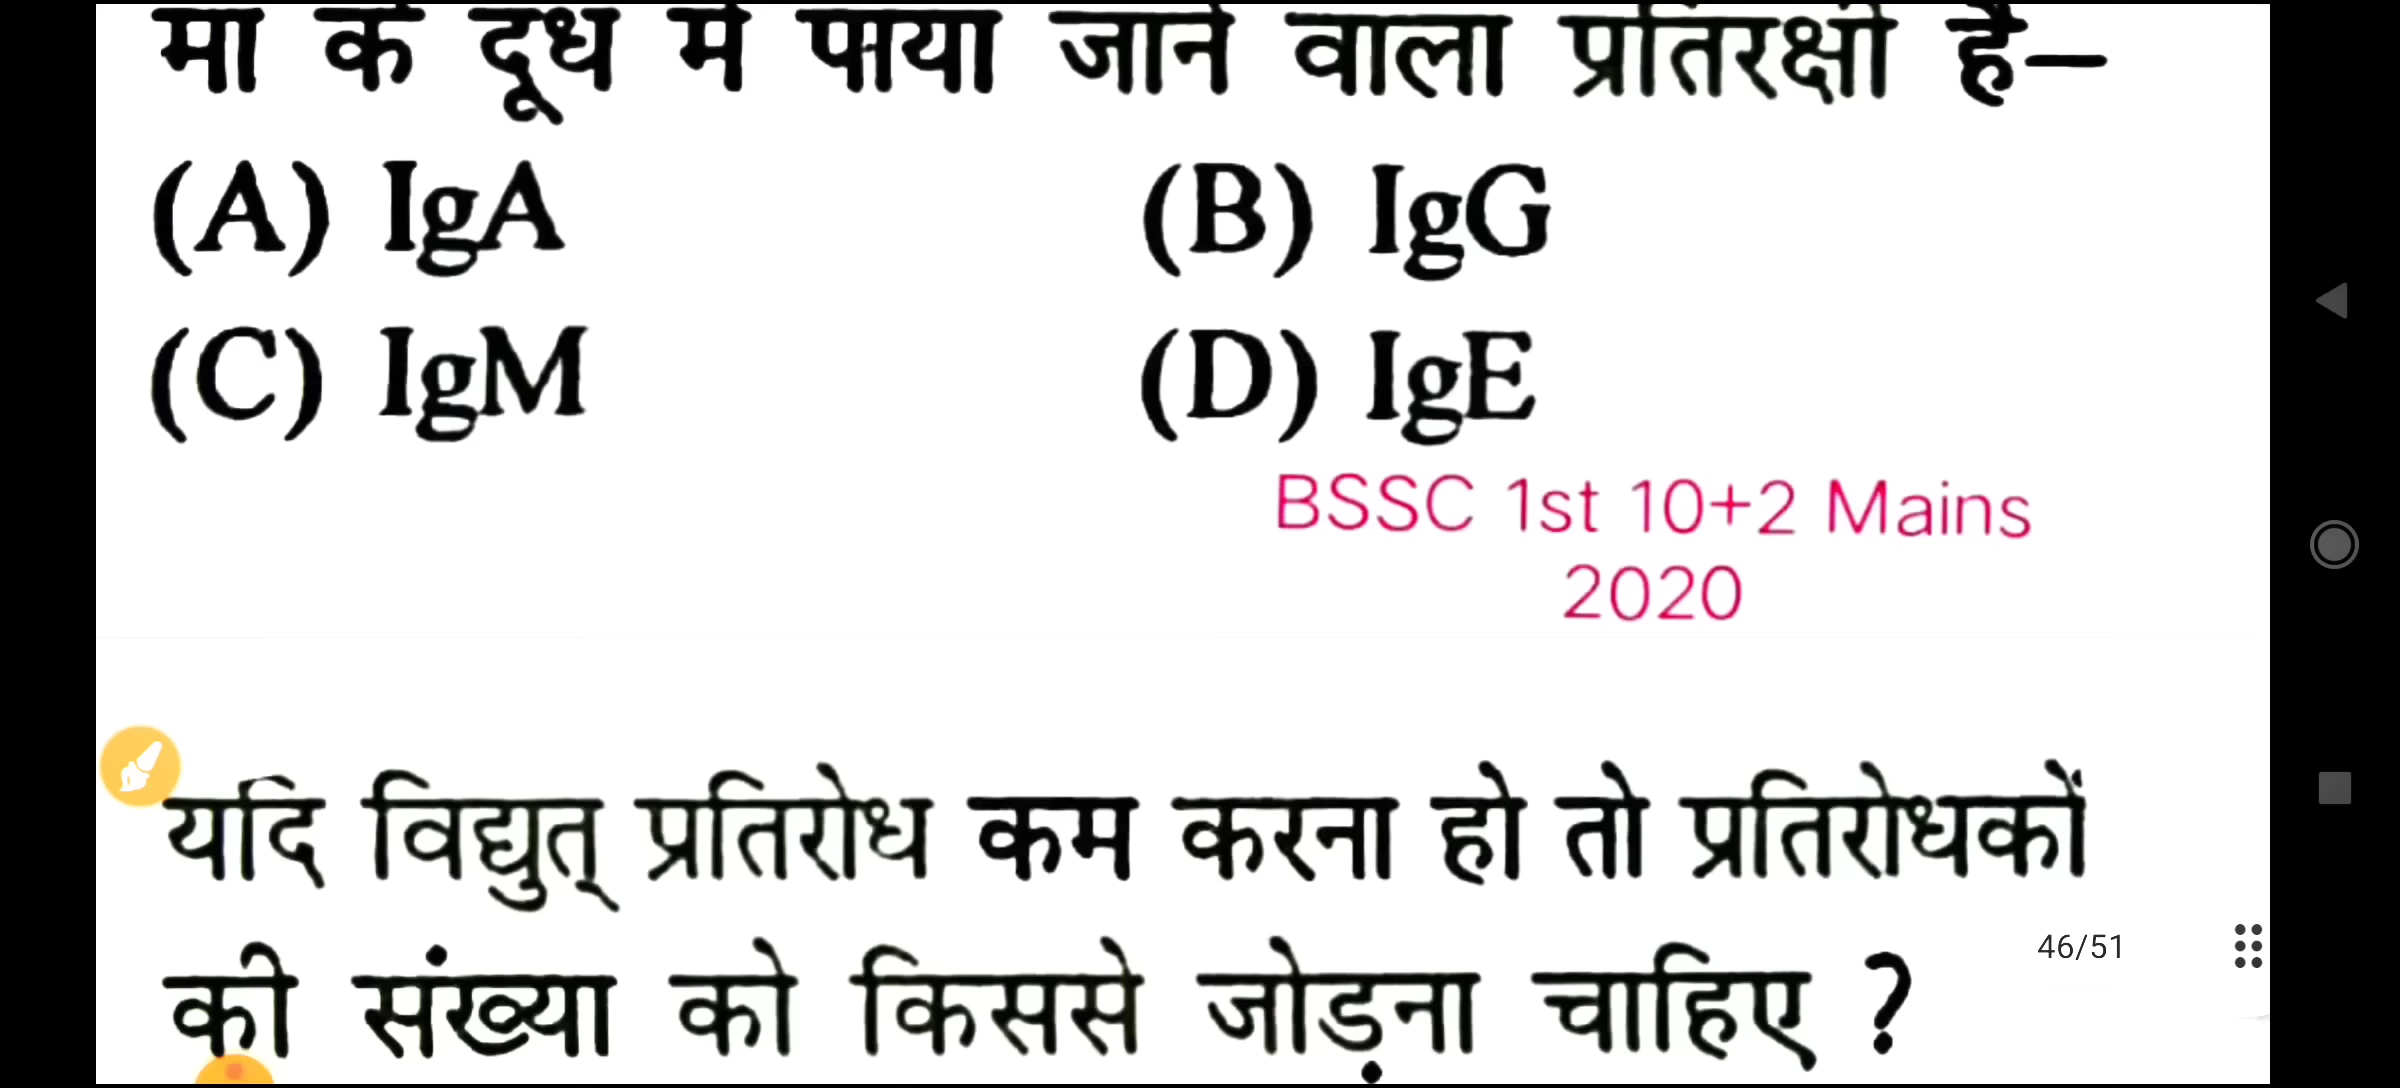 माँ के दूध में पाया जाने वाला प्रतिरक्षी है—
(A) IgA (B) IgG
(C) IgM (D) IgE
BSSC 1st 10+2 Mains
2020
यदि विद्युत् प्रतिरोध कम करना हो तो प्रतिरोधकों
की संख्या को किससे जोड़ना चाहिए ?
46/51